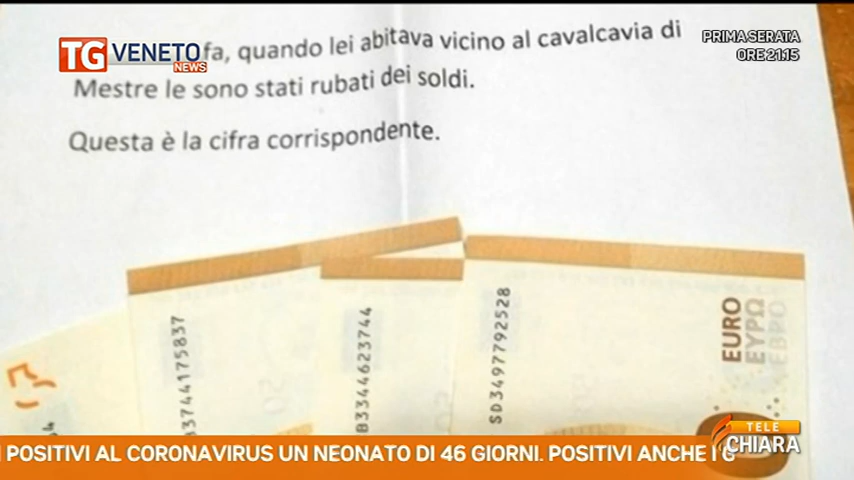 TG VENETO
NEWS
PRIMA SERATA
ORE 21.15
fa, quando lei abitava vicino al cavalcavia di
Mestre le sono stati rubati dei soldi.
Questa è la cifra corrispondente.
3744175837
B3344623744
SD3497792528
EURO
ΕΥΡΩ
ЕВРО
TELE
CHIARA
POSITIVI AL CORONAVIRUS UN NEONATO DI 46 GIORNI. POSITIVI ANCHE I G